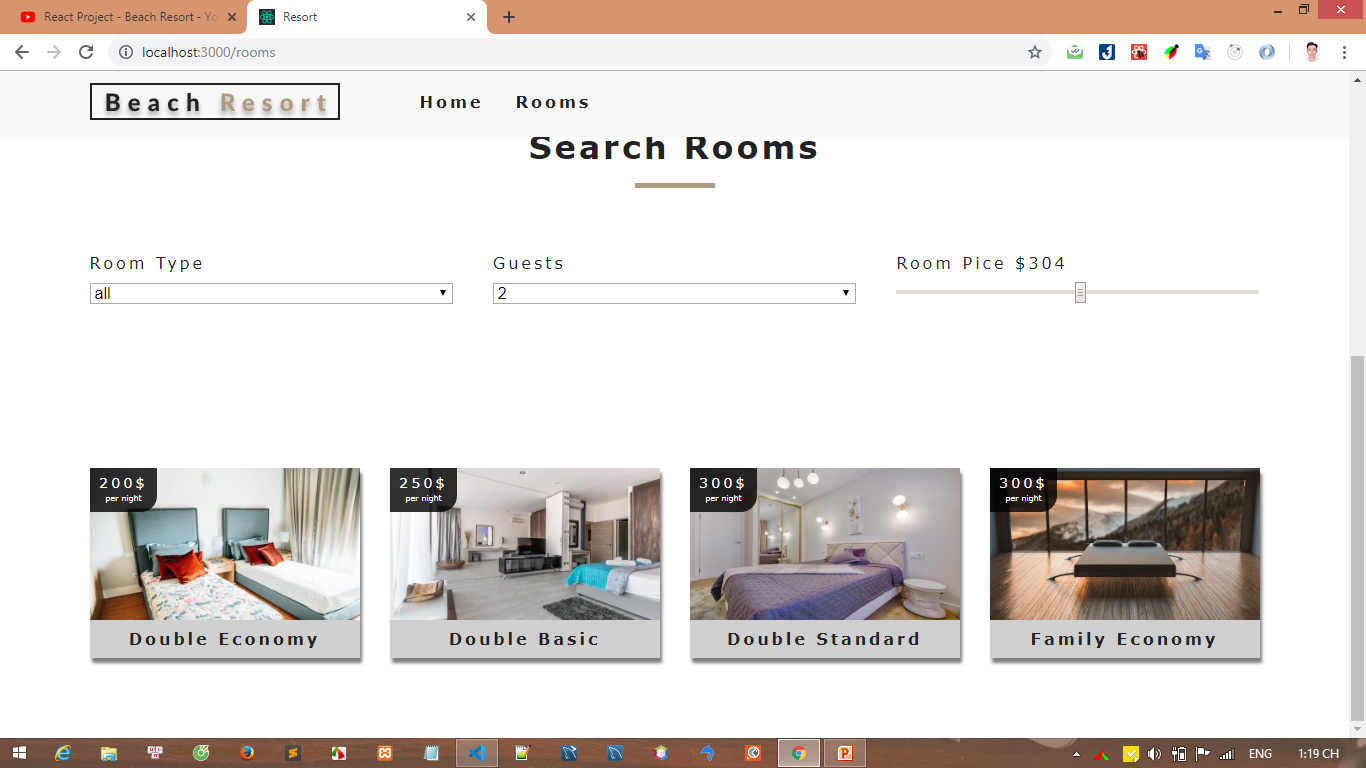 React Project - Beach Resort - Yo
Resort
localhost:3000/rooms
Beach Resort
Home
Rooms
Search Rooms
Room Type
Guests
Room Pice $304
all
2
200$
per night
250$
per night
300$
per night
300$
per night
Double Economy
Double Basic
Double Standard
Family Economy
ENG
1:19 CH